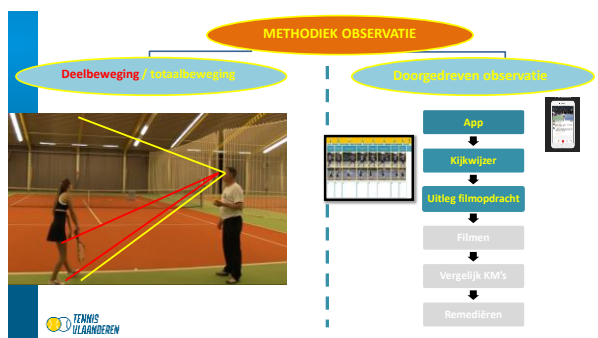 METHODIEK OBSERVATIE
Deelbeweging / totaalbeweging
Doorgedreven observatie
App
Kijkwijzer
Uitleg filmopdracht
Filmen
Vergelijk KM's
Remediëren
TENNIS
VLAANDEREN